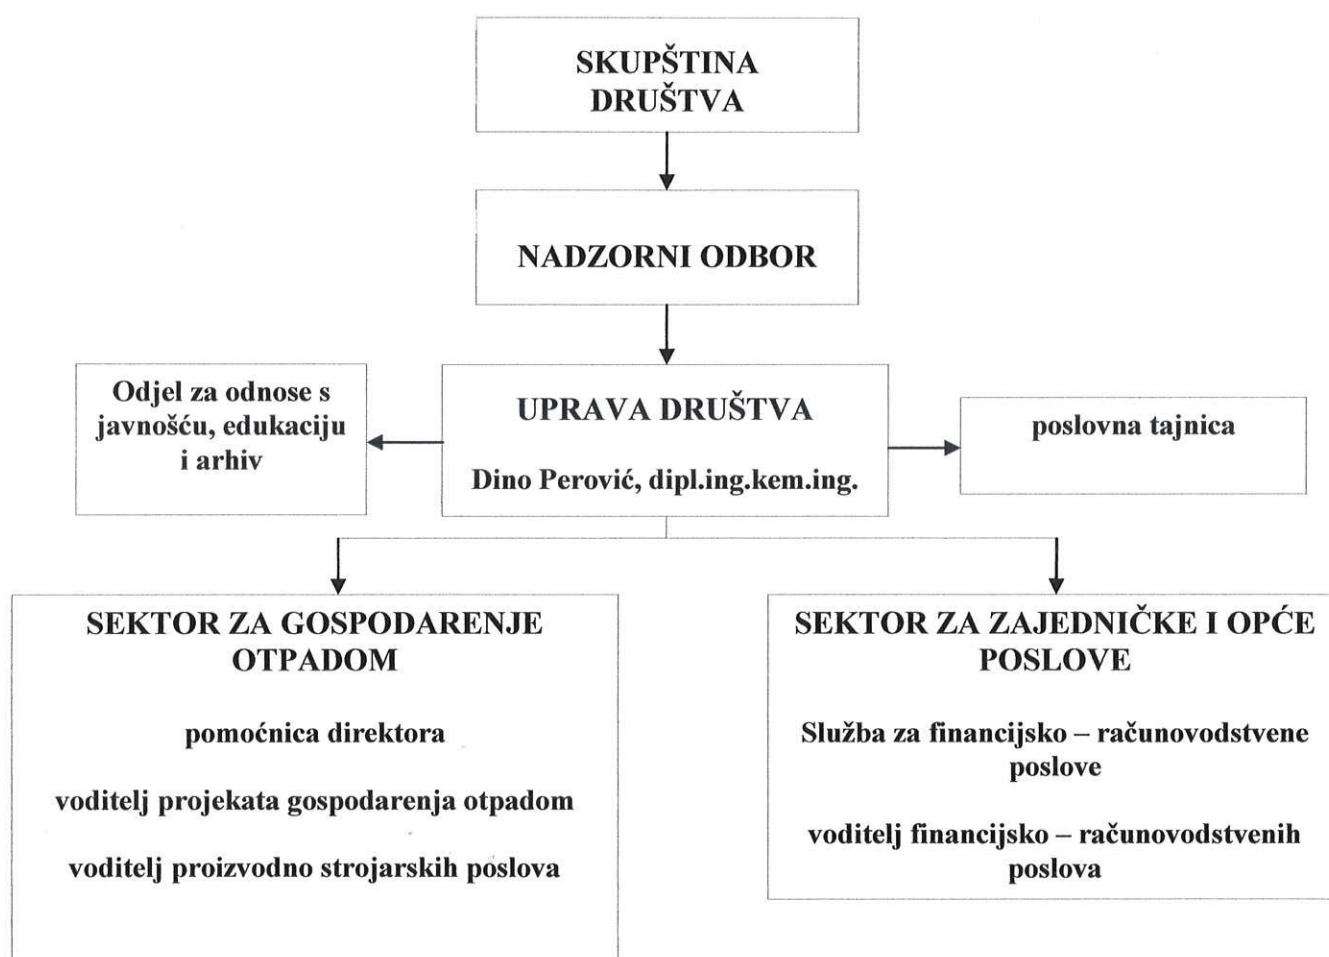 SKUPŠTINA
DRUŠTVA
NADZORNI ODBOR
Odjel za odnose s
javnošću, edukaciju
i arhiv
UPRAVA DRUŠTVA
Dino Perović, dipl.ing.kem.ing.
poslovna tajnica
SEKTOR ZA GOSPODARENJE
OTPADOM
pomoćnica direktora
voditelj projekata gospodarenja otpadom
voditelj proizvodno strojarskih poslova
SEKTOR ZA ZAJEDNIČKE I OPĆE
POSLOVE
Služba za financijsko – računovodstvene
poslove
voditelj financijsko – računovodstvenih
poslova